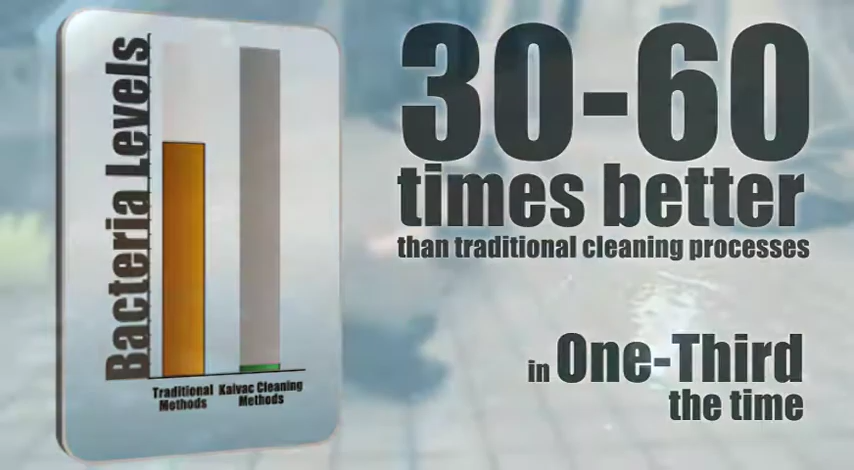 Bacteria Levels
Traditional Methods
Kaivac Cleaning Methods
30-60
times better
than traditional cleaning processes
in One-Third
the time